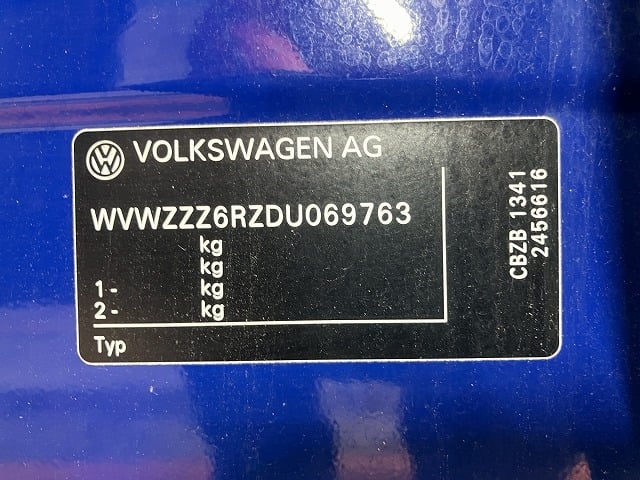 VOLKSWAGEN AG
WVWZZZ6RZDU069763
kg
kg
1- kg
2- kg
Typ
CBZB 1341
2456616